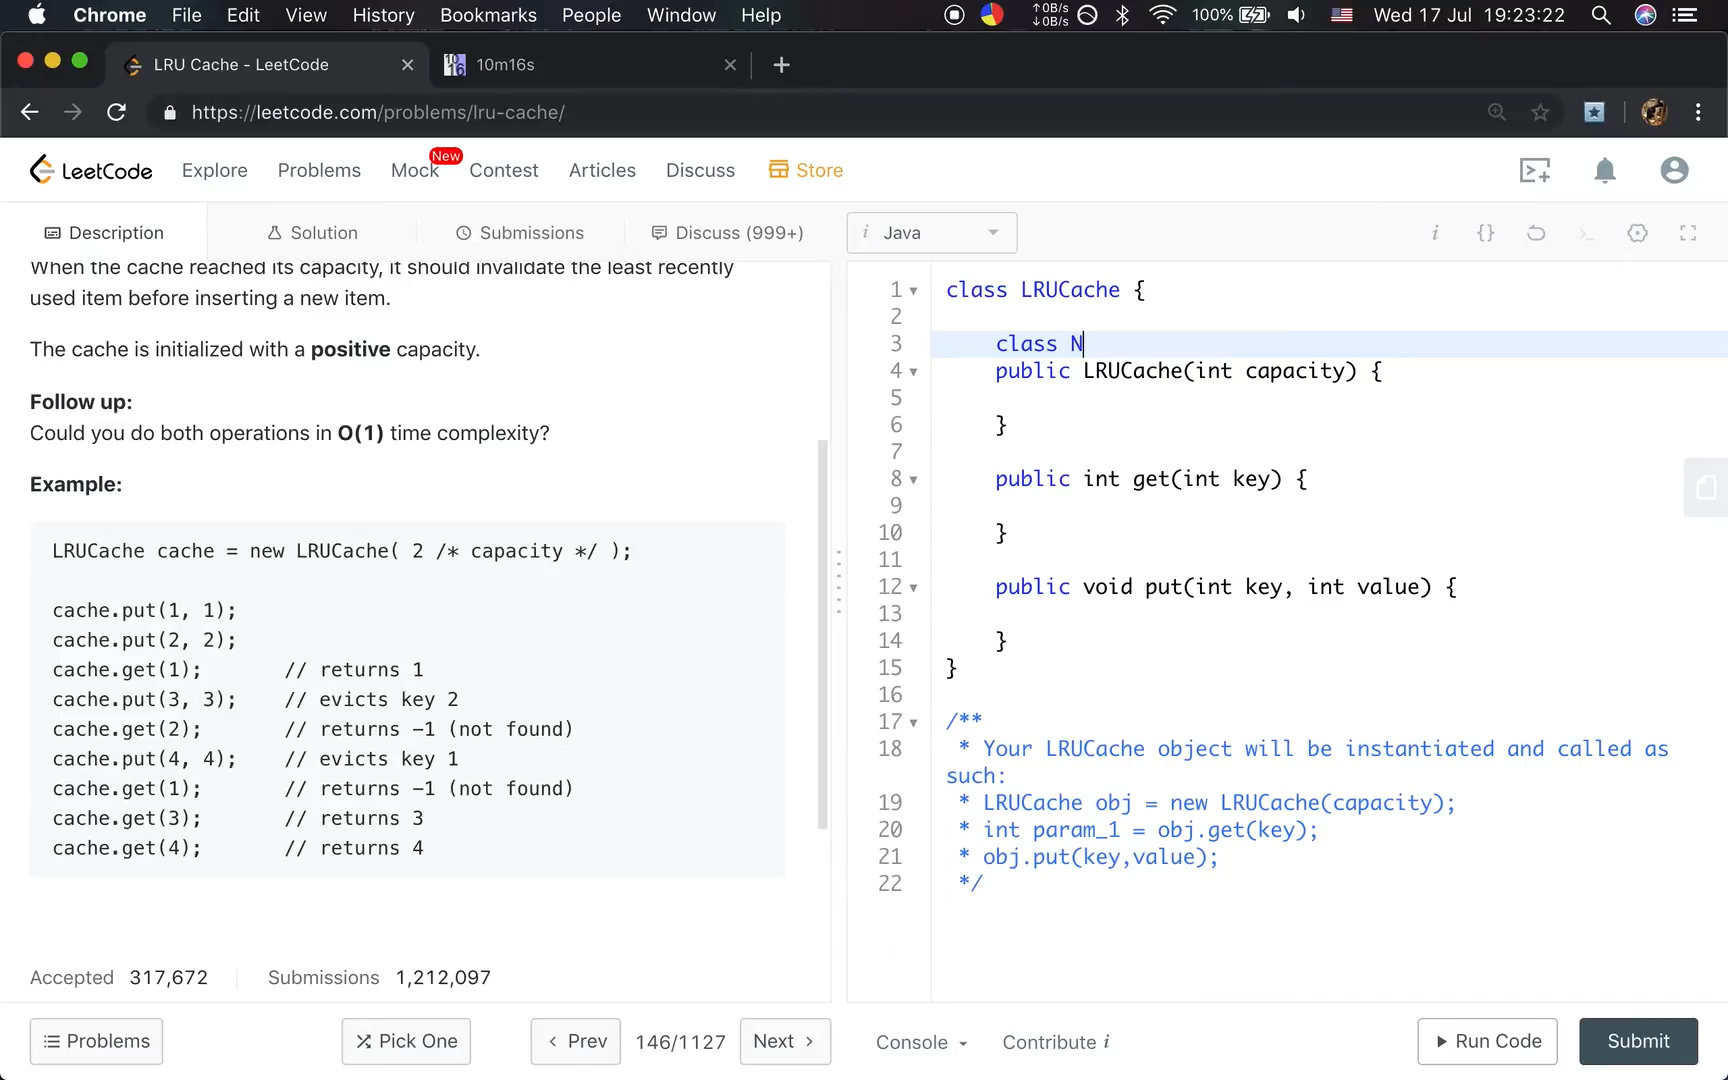 Chrome File Edit View History Bookmarks People Window Help
↑0B/s
↓0B/s
100%
Wed 17 Jul 19:23:22
LRU Cache - LeetCode
10m16s
https://leetcode.com/problems/lru-cache/
LeetCode Explore Problems Mock New Contest Articles Discuss Store
Description Solution Submissions Discuss (999+)
i Java
When the cache reached its capacity, it should invalidate the least recently
used item before inserting a new item.
The cache is initialized with a positive capacity.
Follow up:
Could you do both operations in O(1) time complexity?
Example:
LRUCache cache = new LRUCache( 2 /* capacity */ );
cache.put(1, 1);
cache.put(2, 2);
cache.get(1);       // returns 1
cache.put(3, 3);    // evicts key 2
cache.get(2);       // returns -1 (not found)
cache.put(4, 4);    // evicts key 1
cache.get(1);       // returns -1 (not found)
cache.get(3);       // returns 3
cache.get(4);       // returns 4
Accepted 317,672 Submissions 1,212,097
Problems Pick One Prev 146/1127 Next
i {}
1 class LRUCache {
2
3     class N
4     public LRUCache(int capacity) {
5
6     }
7
8     public int get(int key) {
9
10     }
11
12     public void put(int key, int value) {
13
14     }
15 }
16
17 /**
18  * Your LRUCache object will be instantiated and called as
such:
19  * LRUCache obj = new LRUCache(capacity);
20  * int param_1 = obj.get(key);
21  * obj.put(key,value);
22  */
Console Contribute i Run Code Submit